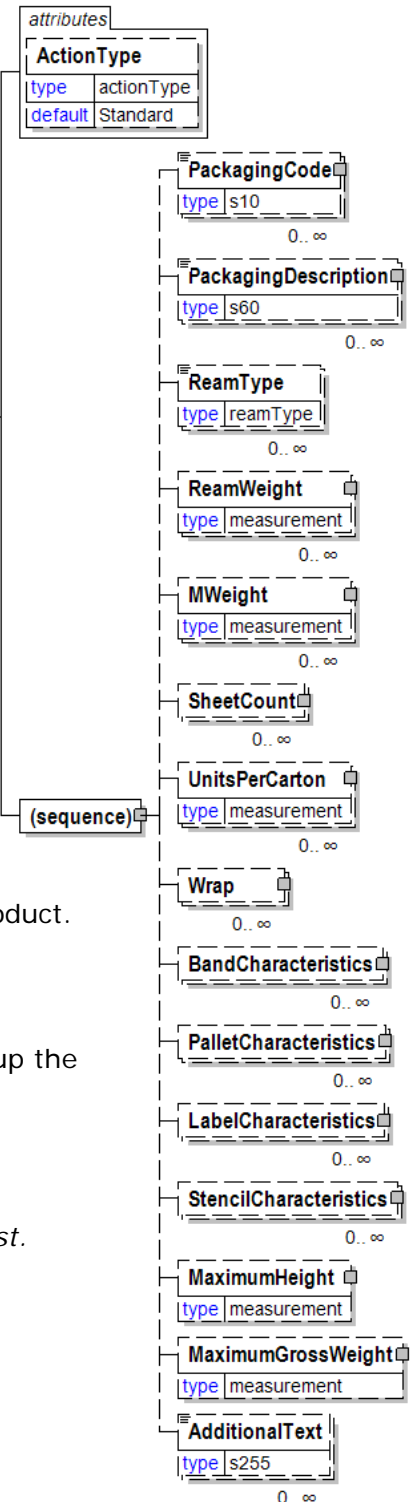 attributes
ActionType
type actionType
default Standard
PackagingCode
type s10
0.. ∞
PackagingDescription
type s60
0.. ∞
ReamType
type reamType
0.. ∞
ReamWeight
type measurement
0.. ∞
MWeight
type measurement
0.. ∞
SheetCount
0.. ∞
UnitsPerCarton
type measurement
0.. ∞
(sequence)
Wrap
0.. ∞
oduct.
BandCharacteristics
0.. ∞
PalletCharacteristics
0.. ∞
up the
LabelCharacteristics
0.. ∞
StencilCharacteristics
0.. ∞
st.
MaximumHeight
type measurement
MaximumGrossWeight
type measurement
AdditionalText
type s255
0.. ∞